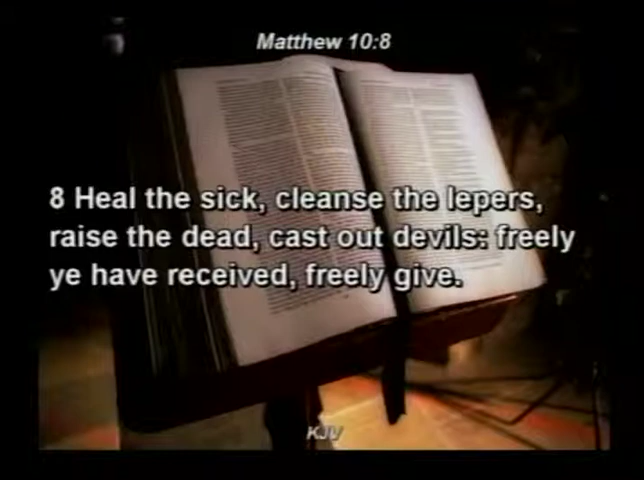 Matthew 10:8
8 Heal the sick, cleanse the lepers,
raise the dead, cast out devils: freely
ye have received, freely give.
KJV